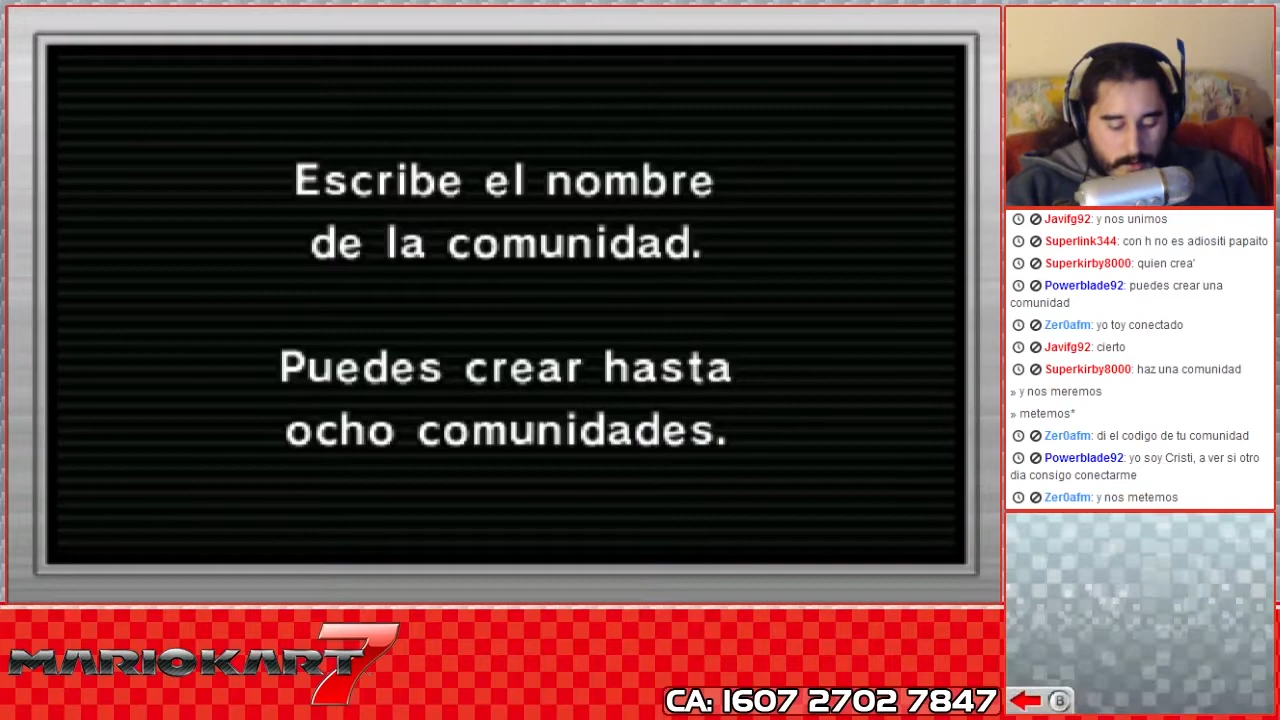 Escribe el nombre
de la comunidad.
Puedes crear hasta
ocho comunidades.
Javifg92: y nos unimos
Superlink344: con h no es adiositi papaito
Superkirby8000: quien crea'
Powerblade92: puedes crear una
comunidad
Zer0afm: yo toy conectado
Javifg92: cierto
Superkirby8000: haz una comunidad
» y nos meremos
» metemos*
Zer0afm: di el codigo de tu comunidad
Powerblade92: yo soy Cristi, a ver si otro
dia consigo conectarme
Zer0afm: y nos metemos
MARIOKART 7
CA: 1607 2702 7847
B